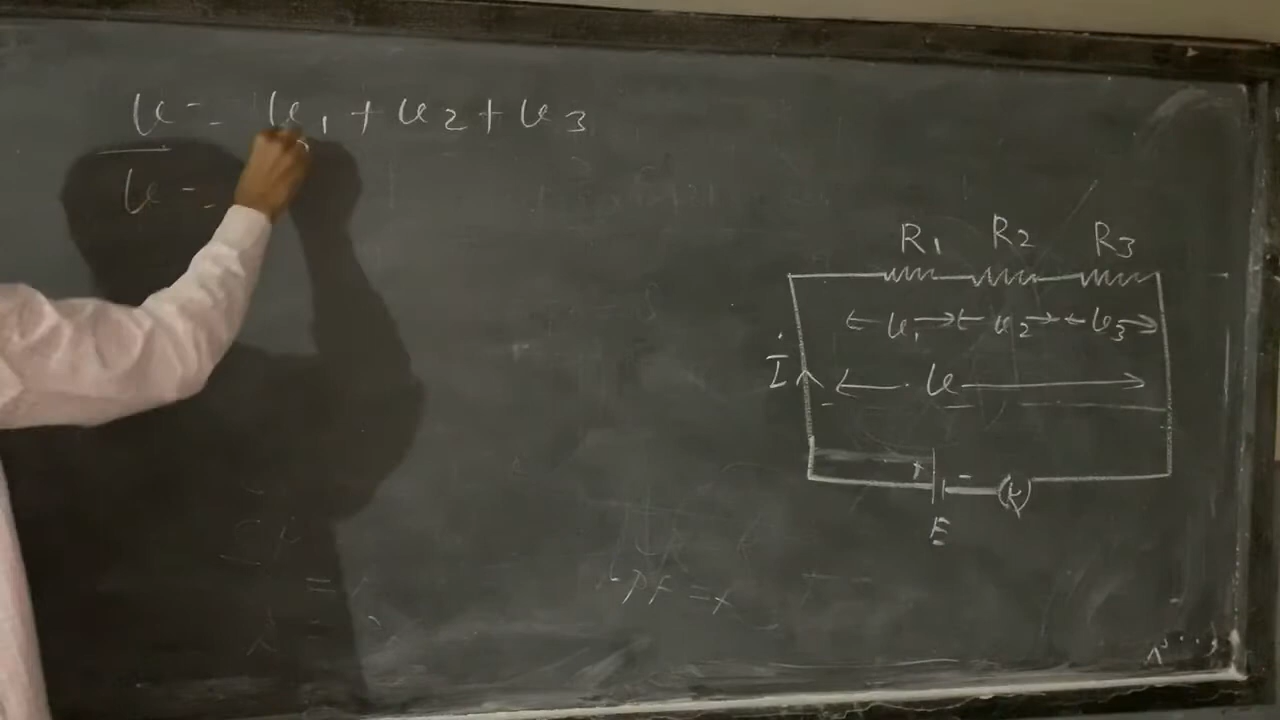 V = V1 + V2 + V3
V =
R1 R2 R3
V1 V2 V3
I
V
+ -
E